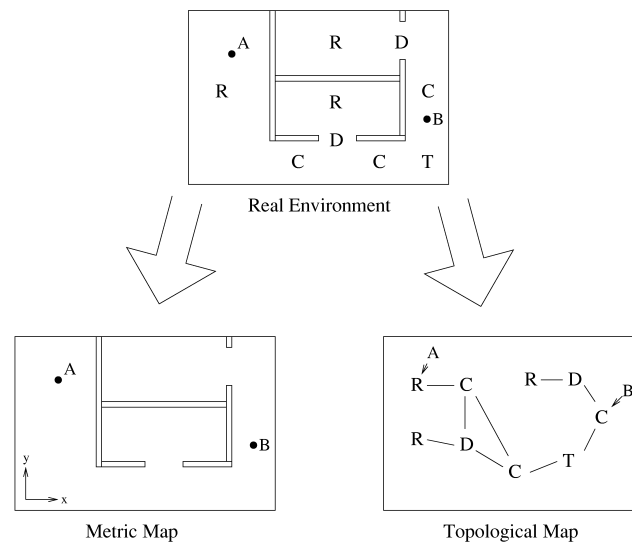 R D
A
R C
R
B
D
C C T
Real Environment
A
B
y
x
Metric Map
A
R C R D
B
C
R D
C T
Topological Map